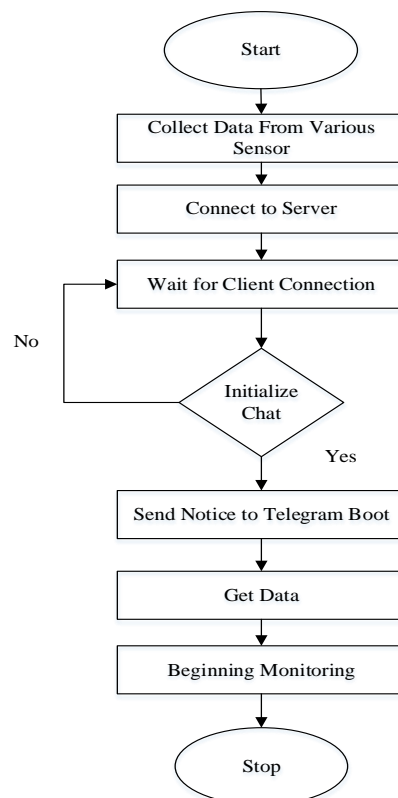 Start
Collect Data From Various
Sensor
Connect to Server
Wait for Client Connection
No
Initialize
Chat
Yes
Send Notice to Telegram Boot
Get Data
Beginning Monitoring
Stop